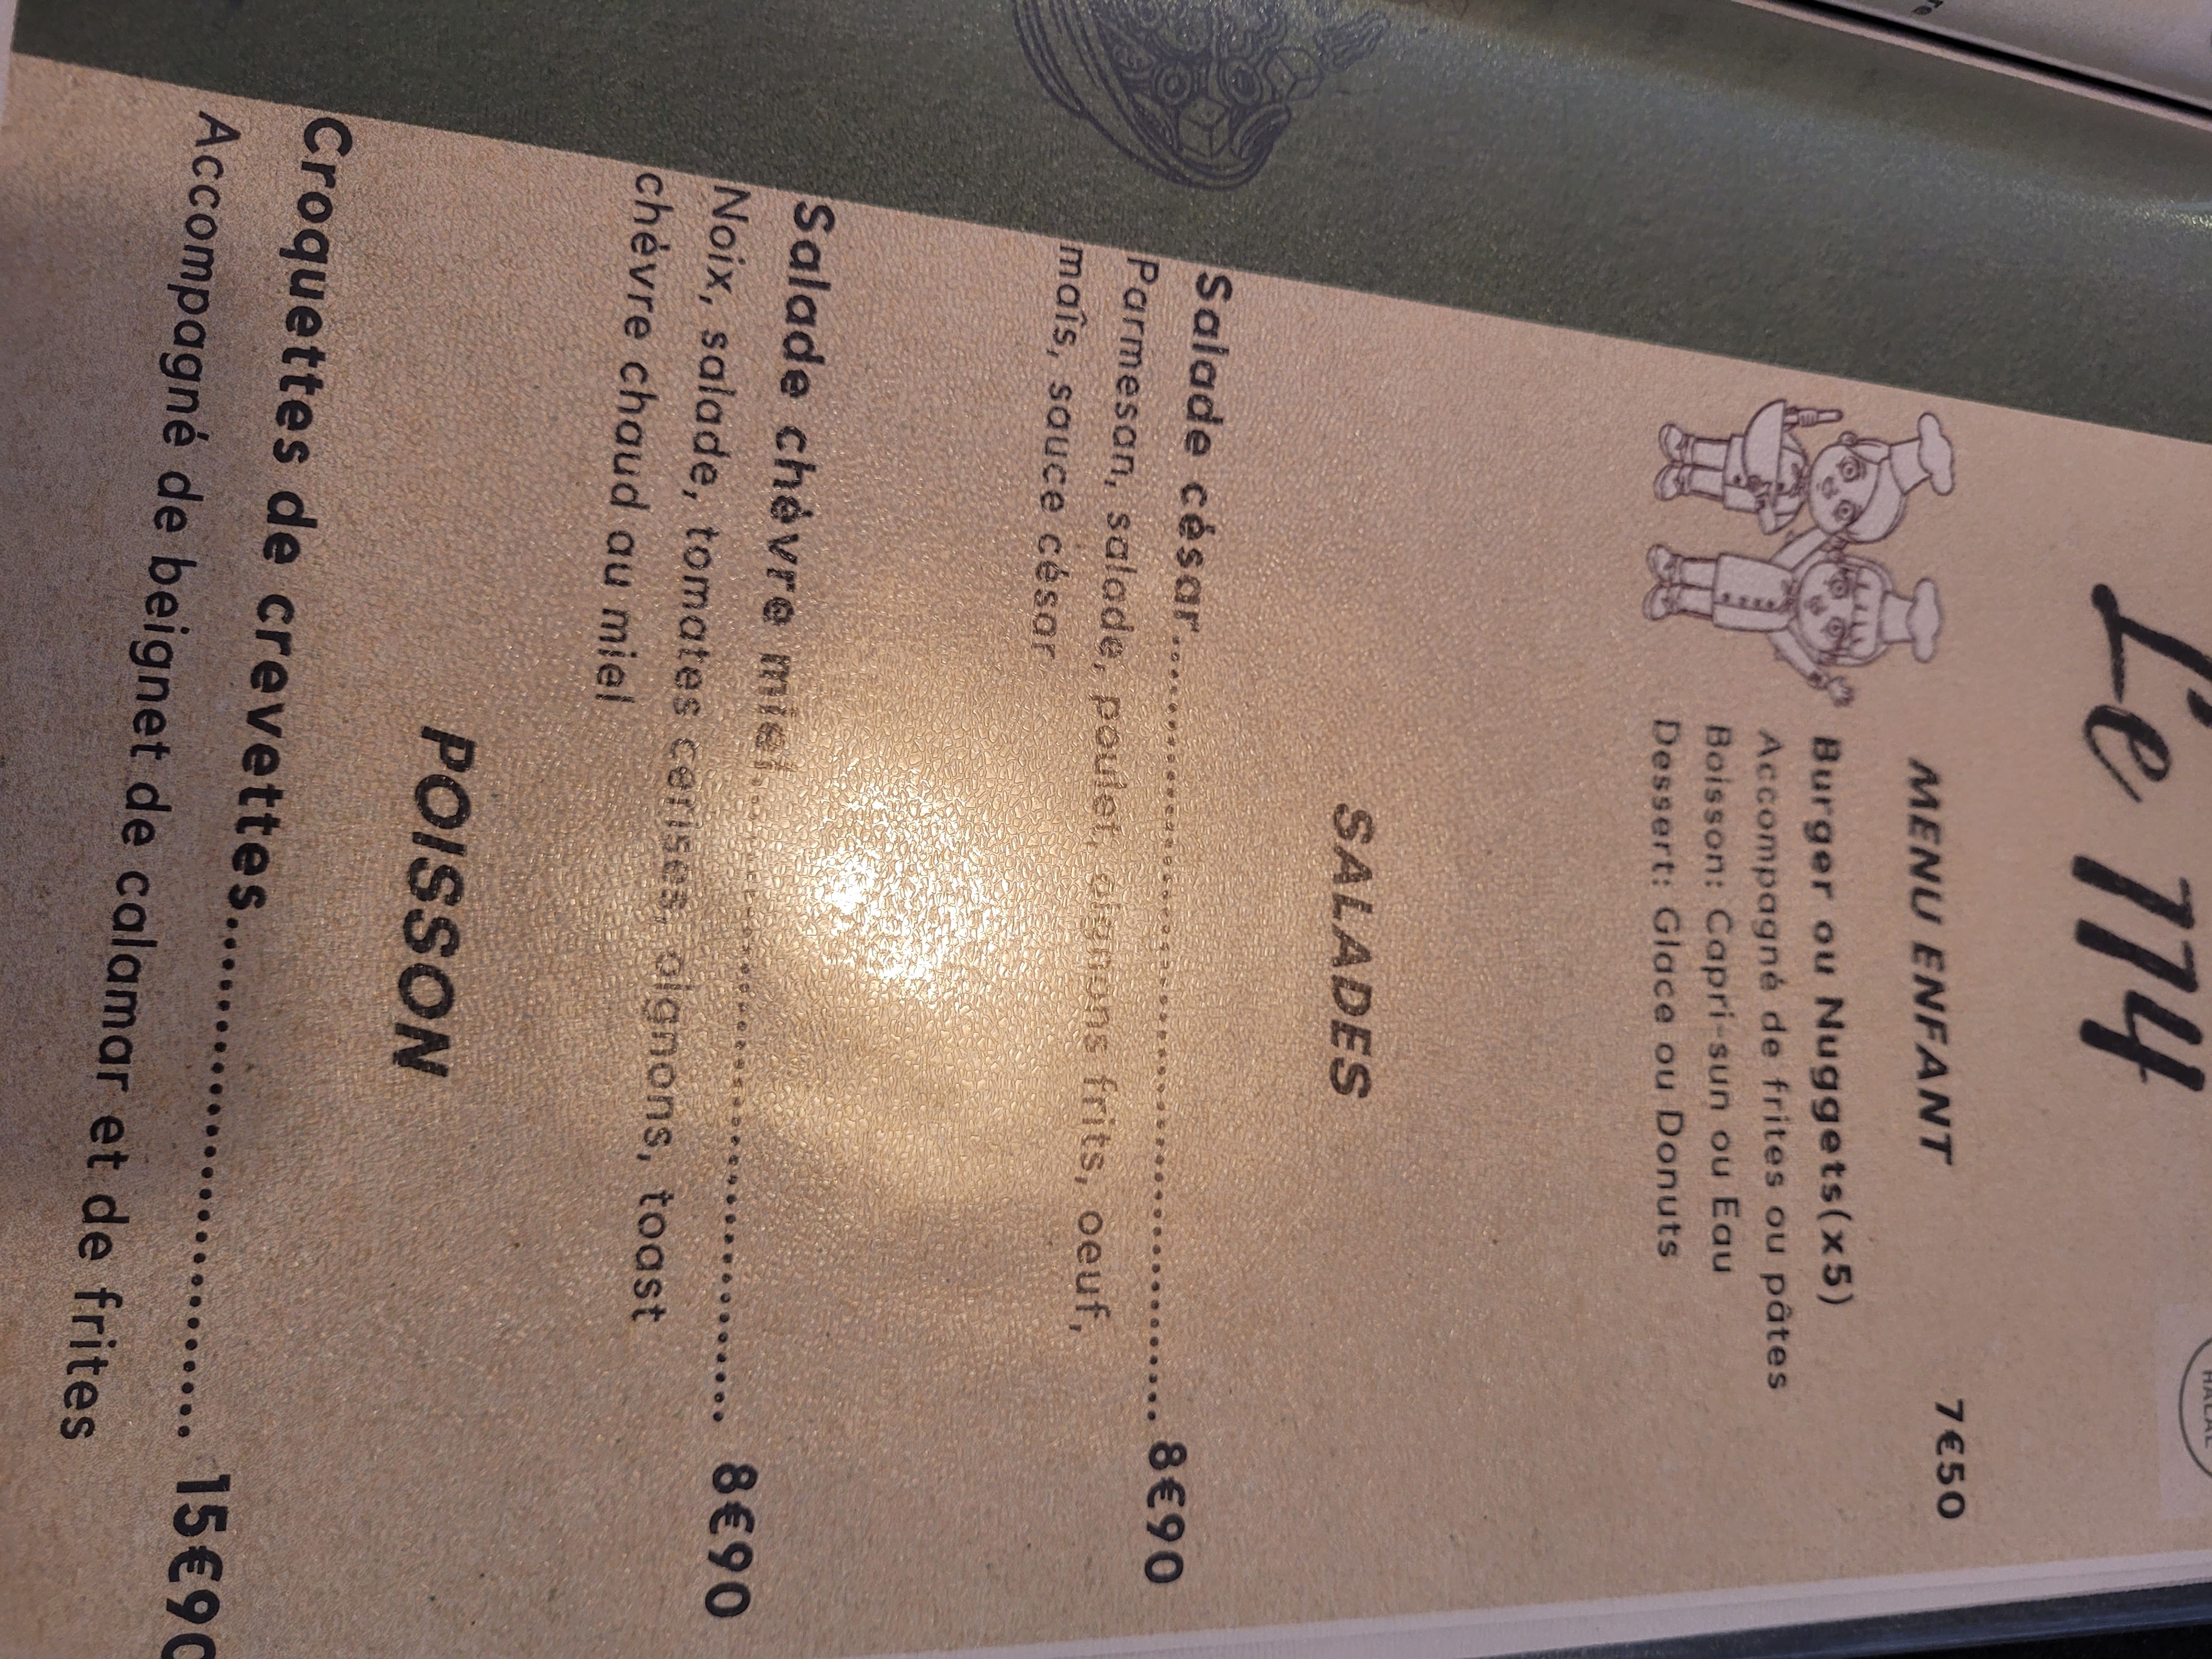 Le 114
HALAL
MENU ENFANT 7€50
Burger ou Nuggets(x5)
Accompagné de frites ou pâtes
Boisson: Capri-sun ou Eau
Dessert: Glace ou Donuts
SALADES
Salade césar........................................................ 8€90
Parmesan, salade, poulet, oignons frits, oeuf,
maîs, sauce césar
Salade chèvre miel............................................. 8€90
Noix, salade, tomates cerises, oignons, toast
chèvre chaud au miel
POISSON
Croquettes de crevettes................................... 15€90
Accompagné de beignet de calamar et de frites